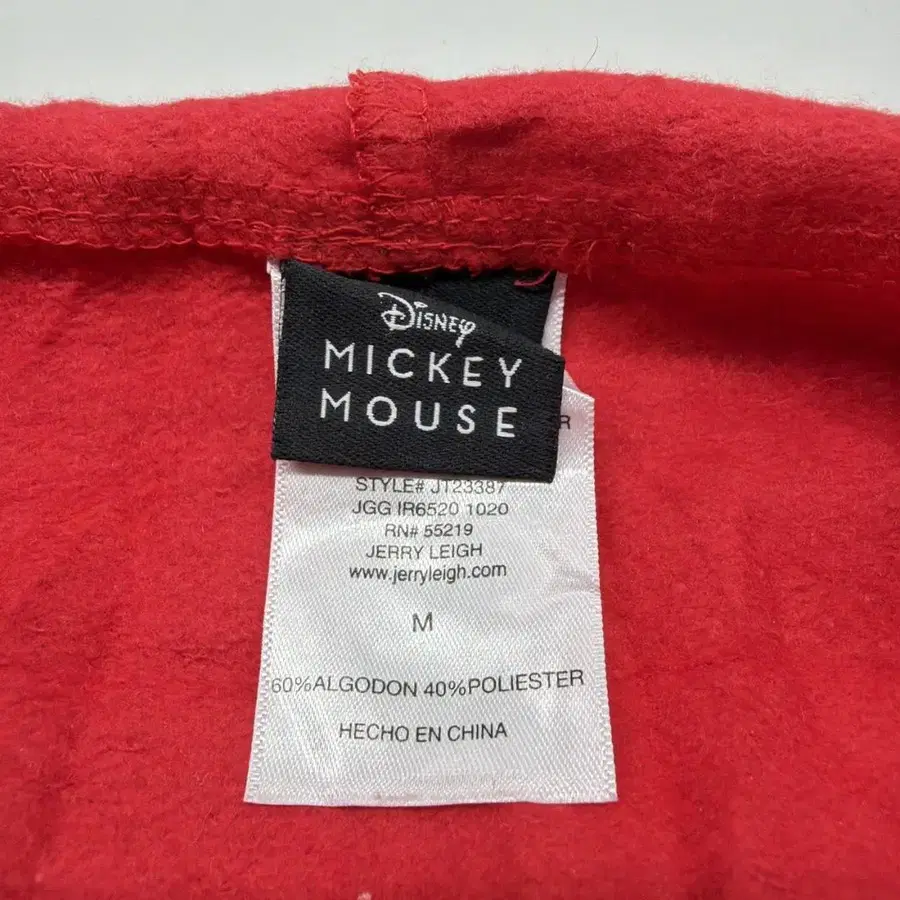 Disney
MICKEY
MOUSE
R
STYLE# JT23387
JGG IR6520 1020
RN# 55219
JERRY LEIGH
www.jerryleigh.com
M
60%ALGODON 40%POLIESTER
HECHO EN CHINA